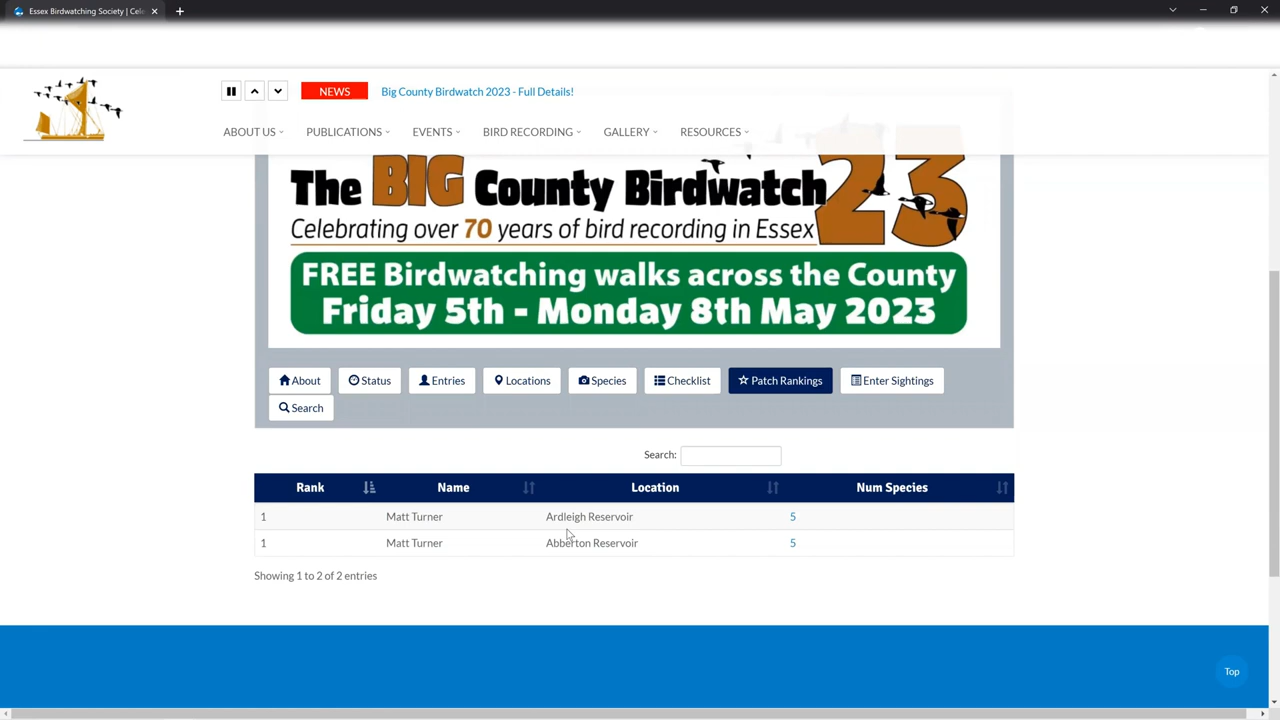 Essex Birdwatching Society | Cele
NEWS
Big County Birdwatch 2023 - Full Details!
ABOUT US
PUBLICATIONS
EVENTS
BIRD RECORDING
GALLERY
RESOURCES
The BIG County Birdwatch 23
Celebrating over 70 years of bird recording in Essex
FREE Birdwatching walks across the County
Friday 5th - Monday 8th May 2023
About
Status
Entries
Locations
Species
Checklist
Patch Rankings
Enter Sightings
Search
Search:
Rank Name Location Num Species
1 Matt Turner Ardleigh Reservoir 5
1 Matt Turner Abberton Reservoir 5
Showing 1 to 2 of 2 entries
Top